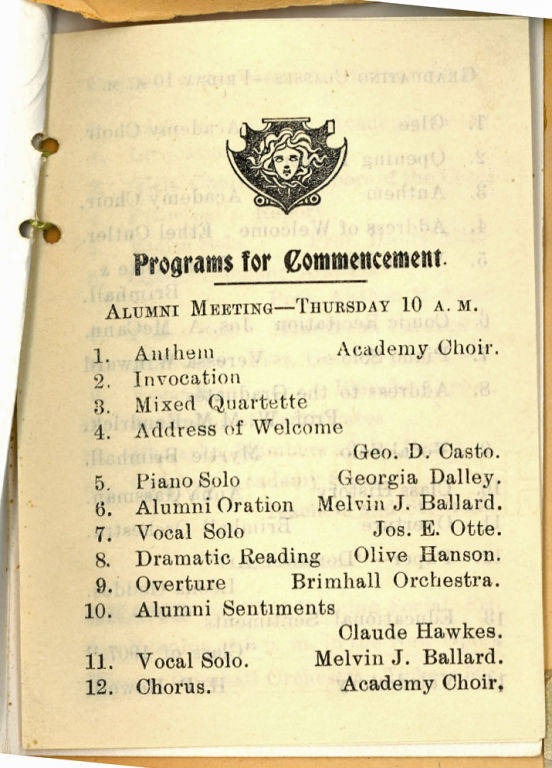 Programs for Commencement.
ALUMNI MEETING—THURSDAY 10 A. M.
1. Anthem Academy Choir.
2. Invocation
3. Mixed Quartette
4. Address of Welcome
Geo. D. Casto.
5. Piano Solo Georgia Dalley.
6. Alumni Oration Melvin J. Ballard.
7. Vocal Solo Jos. E. Otte.
8. Dramatic Reading Olive Hanson.
9. Overture Brimhall Orchestra.
10. Alumni Sentiments
Claude Hawkes.
11. Vocal Solo. Melvin J. Ballard.
12. Chorus. Academy Choir.